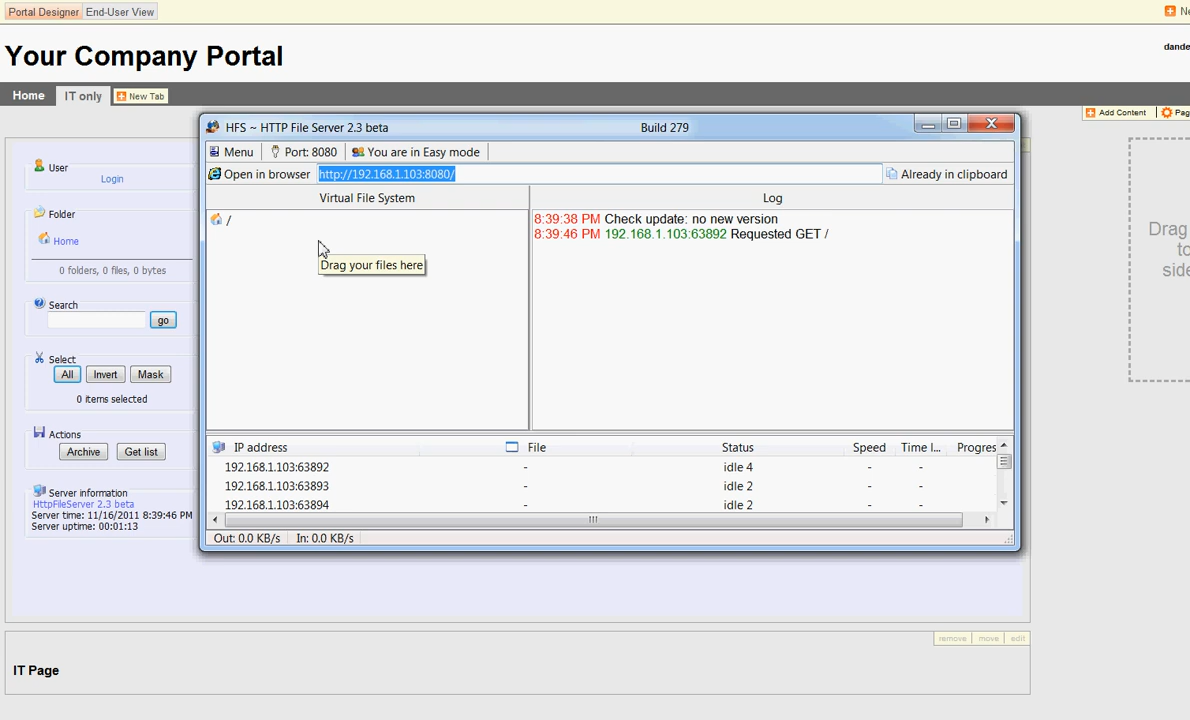 Portal Designer End-User View
Your Company Portal
Home IT only New Tab
Add Content
HFS ~ HTTP File Server 2.3 beta Build 279
Menu Port: 8080 You are in Easy mode
Open in browser http://192.168.1.103:8080/ Already in clipboard
Virtual File System Log
/
Drag your files here
8:39:38 PM Check update: no new version
8:39:46 PM 192.168.1.103:63892 Requested GET /
User
Login
Folder
Home
0 folders, 0 files, 0 bytes
Search
go
Select
All Invert Mask
0 items selected
Actions
Archive Get list
Server information
HttpFileServer 2.3 beta
Server time: 11/16/2011 8:39:46 PM
Server uptime: 00:01:13
IP address File Status Speed Time l... Progres
192.168.1.103:63892 - idle 4 - -
192.168.1.103:63893 - idle 2 - -
192.168.1.103:63894 - idle 2 - -
Out: 0.0 KB/s In: 0.0 KB/s
Drag
to
side
remove move edit
IT Page